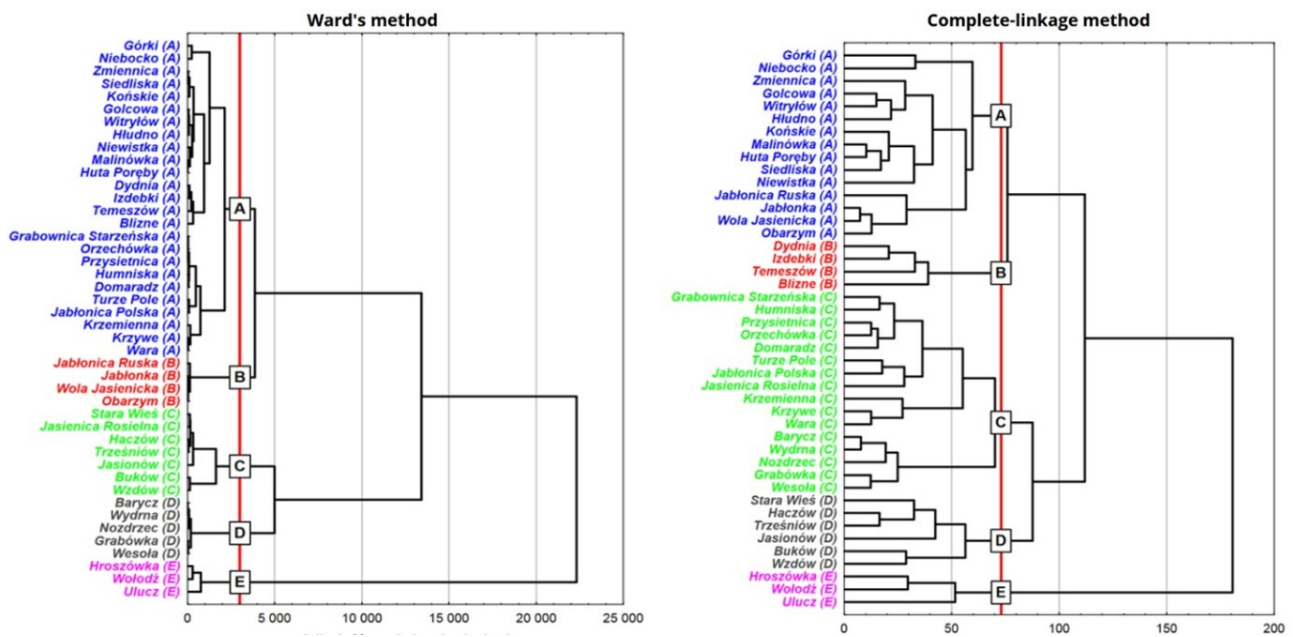 Ward's method
Górki (A)
Niebocko (A)
Zmiennica (A)
Siedliska (A)
Końskie (A)
Golcowa (A)
Witryłów (A)
Hłudno (A)
Niewistka (A)
Malinówka (A)
Huta Poręby (A)
Dydnia (A)
Izdebki (A)
Temeszów (A)
Blizne (A)
Grabownica Starzeńska (A)
Orzechówka (A)
Przysietnica (A)
Humniska (A)
Domaradz (A)
Turze Pole (A)
Jabłonica Polska (A)
Krzemienna (A)
Krzywe (A)
Wara (A)
Jabłonica Ruska (B)
Jabłonka (B)
Wola Jasienicka (B)
Obarzym (B)
Stara Wieś (C)
Jasienica Rosielna (C)
Haczów (C)
Trześniów (C)
Jasionów (C)
Buków (C)
Wzdów (C)
Barycz (D)
Wydrna (D)
Nozdrzec (D)
Grabówka (D)
Wesoła (D)
Hroszówka (E)
Wołodź (E)
Ulucz (E)
A
B
C
D
E
0 5 000 10 000 15 000 20 000 25 000
Complete-linkage method
Górki (A)
Niebocko (A)
Zmiennica (A)
Golcowa (A)
Witryłów (A)
Hłudno (A)
Końskie (A)
Malinówka (A)
Huta Poręby (A)
Siedliska (A)
Niewistka (A)
Jabłonica Ruska (A)
Jabłonka (A)
Wola Jasienicka (A)
Obarzym (A)
Dydnia (B)
Izdebki (B)
Temeszów (B)
Blizne (B)
Grabownica Starzeńska (C)
Humniska (C)
Przysietnica (C)
Orzechówka (C)
Domaradz (C)
Turze Pole (C)
Jabłonica Polska (C)
Jasienica Rosielna (C)
Krzemienna (C)
Krzywe (C)
Wara (C)
Barycz (C)
Wydrna (C)
Nozdrzec (C)
Grabówka (C)
Wesoła (C)
Stara Wieś (D)
Haczów (D)
Trześniów (D)
Jasionów (D)
Buków (D)
Wzdów (D)
Hroszówka (E)
Wołodź (E)
Ulucz (E)
A
B
C
D
E
0 50 100 150 200